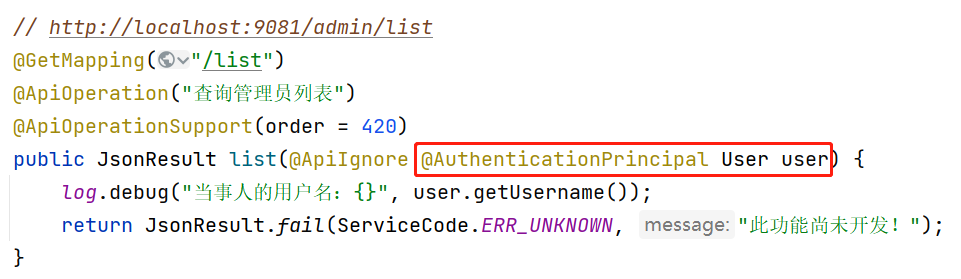 // http://localhost:9081/admin/list
@GetMapping("/list")
@ApiOperation("查询管理员列表")
@ApiOperationSupport(order = 420)
public JsonResult list(@ApiIgnore @AuthenticationPrincipal User user) {
    log.debug("当事人的用户名：{}", user.getUsername());
    return JsonResult.fail(ServiceCode.ERR_UNKNOWN, message: "此功能尚未开发！");
}